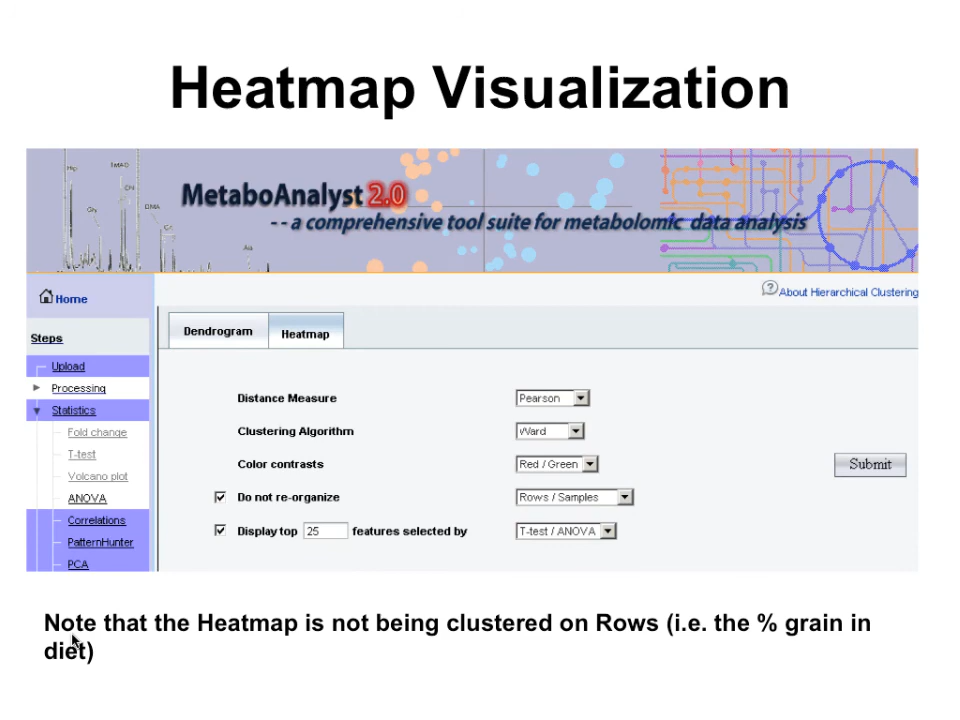 Heatmap Visualization
MetaboAnalyst 2.0
-- a comprehensive tool suite for metabolomic data analysis
Home
? About Hierarchical Clustering
Steps
Dendrogram
Heatmap
Upload
Processing
Statistics
Fold change
T-test
Volcano plot
ANOVA
Correlations
PatternHunter
PCA
Distance Measure Pearson
Clustering Algorithm Ward
Color contrasts Red / Green
Submit
Do not re-organize Rows / Samples
Display top 25 features selected by T-test / ANOVA
Note that the Heatmap is not being clustered on Rows (i.e. the % grain in
diet)